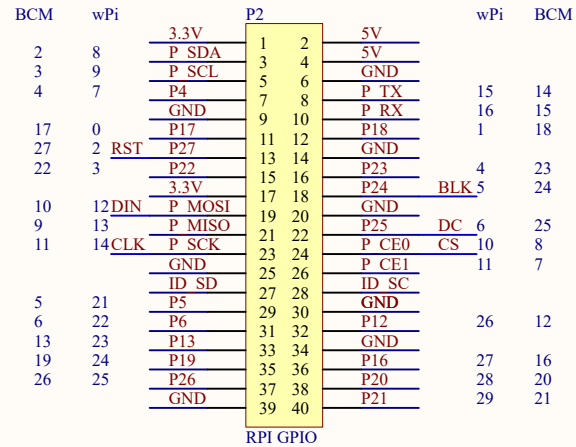 BCM wPi P2 wPi BCM
3.3V 1 2 5V
2 8 P_SDA 3 4 5V
3 9 P_SCL 5 6 GND
4 7 P4 7 8 P_TX 15 14
GND 9 10 P_RX 16 15
17 0 P17 11 12 P18 1 18
27 2 RST P27 13 14 GND
22 3 P22 15 16 P23 4 23
3.3V 17 18 P24 BLK 5 24
10 12 DIN P_MOSI 19 20 GND
9 13 P_MISO 21 22 P25 DC 6 25
11 14 CLK P_SCK 23 24 P_CE0 CS 10 8
GND 25 26 P_CE1 11 7
ID_SD 27 28 ID_SC
5 21 P5 29 30 GND
6 22 P6 31 32 P12 26 12
13 23 P13 33 34 GND
19 24 P19 35 36 P16 27 16
26 25 P26 37 38 P20 28 20
GND 39 40 P21 29 21
RPI GPIO